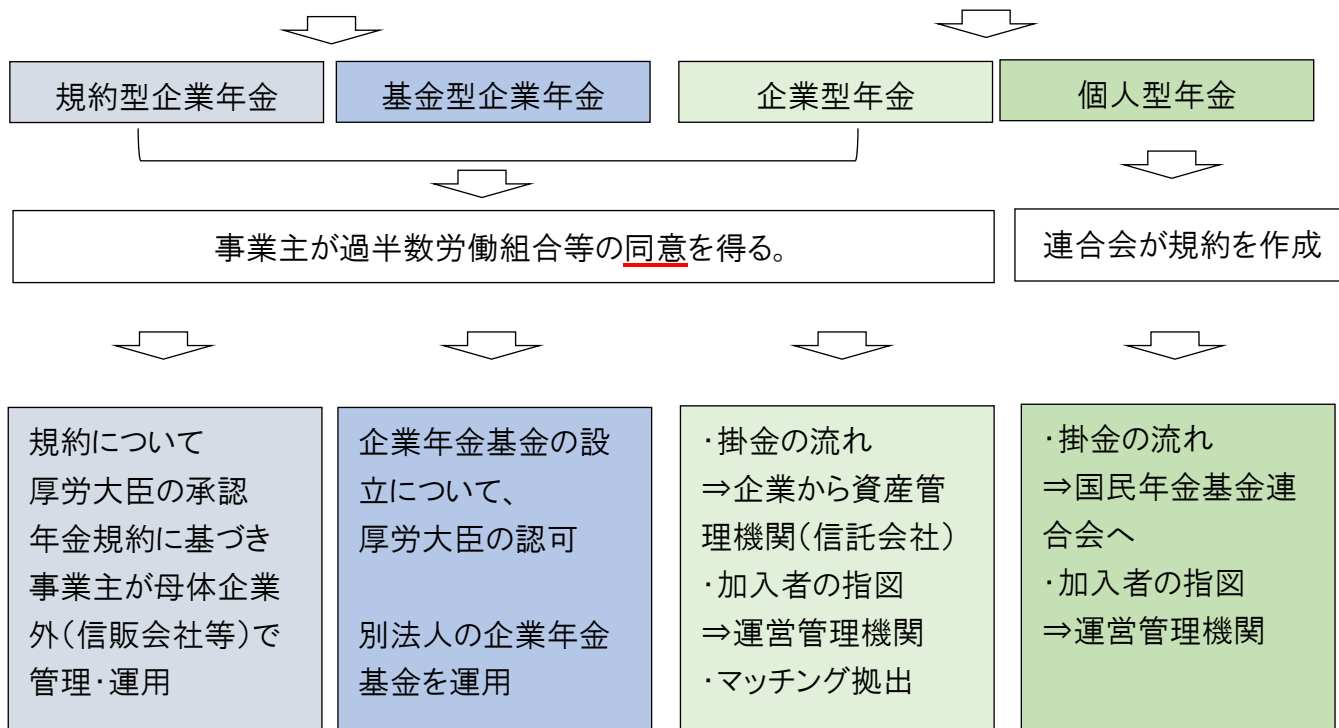 規約型企業年金
基金型企業年金
企業型年金
個人型年金
事業主が過半数労働組合等の同意を得る。
連合会が規約を作成
規約について
厚労大臣の承認
年金規約に基づき
事業主が母体企業
外(信販会社等)で
管理・運用
企業年金基金の設
立について、
厚労大臣の認可
別法人の企業年金
基金を運用
・掛金の流れ
⇒企業から資産管
理機関(信託会社)
・加入者の指図
⇒運営管理機関
・マッチング拠出
・掛金の流れ
⇒国民年金基金連
合会へ
・加入者の指図
⇒運営管理機関